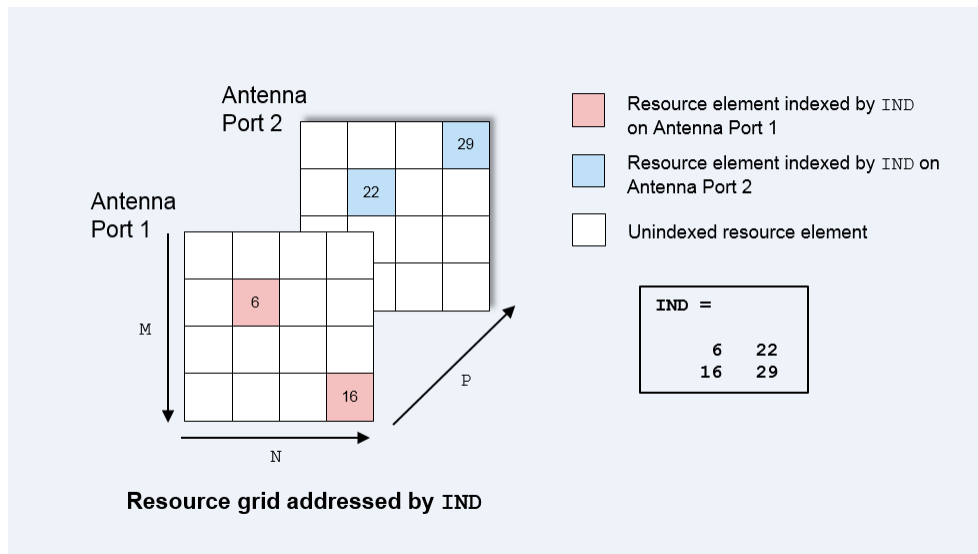 Antenna
Port 2
29
22
Antenna
Port 1
6
16
M
N
P
Resource grid addressed by IND
Resource element indexed by IND
on Antenna Port 1
Resource element indexed by IND on
Antenna Port 2
Unindexed resource element
IND =
6 22
16 29